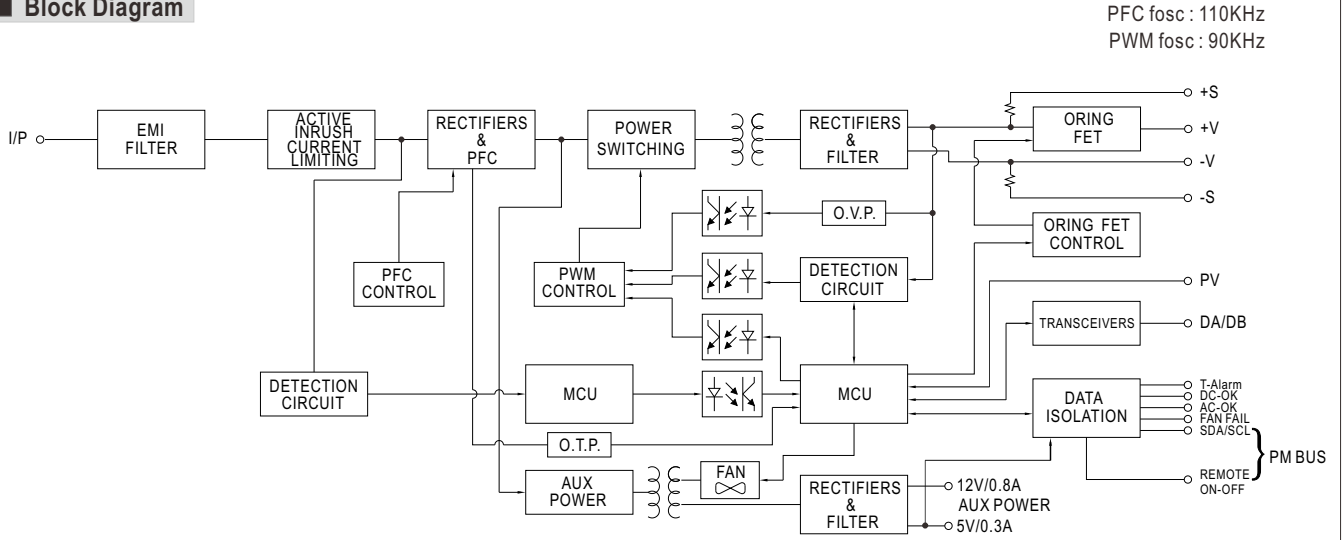 Block Diagram
PFC fosc : 110KHz
PWM fosc : 90KHz
I/P
EMI
FILTER
ACTIVE
INRUSH
CURRENT
LIMITING
RECTIFIERS
&
PFC
POWER
SWITCHING
RECTIFIERS
&
FILTER
ORING
FET
+S
+V
-V
-S
O.V.P.
ORING FET
CONTROL
PFC
CONTROL
PWM
CONTROL
DETECTION
CIRCUIT
PV
TRANSCEIVERS
DA/DB
DETECTION
CIRCUIT
MCU
MCU
DATA
ISOLATION
T-Alarm
DC-OK
AC-OK
FAN FAIL
SDA/SCL
PM BUS
REMOTE
ON-OFF
O.T.P.
AUX
POWER
FAN
RECTIFIERS
&
FILTER
12V/0.8A
AUX POWER
5V/0.3A